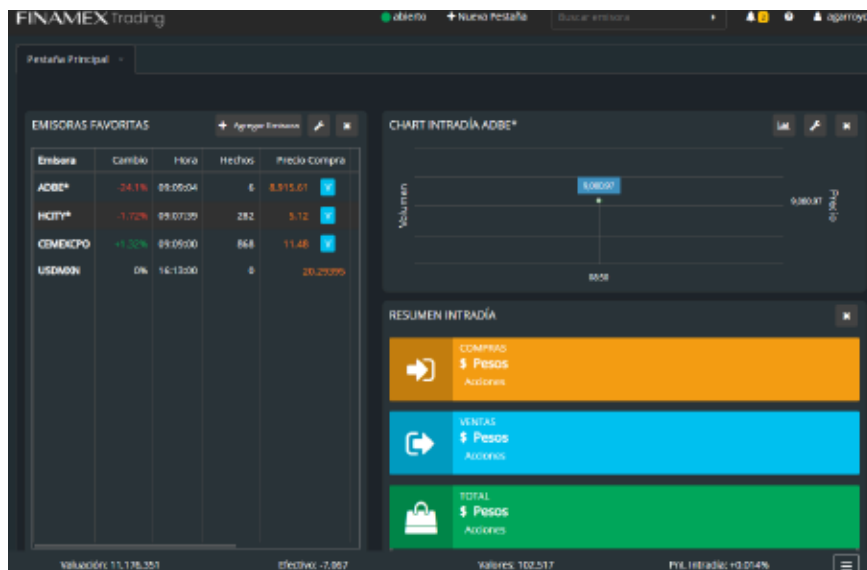 FINAMEX Trading
abierto
+ Nueva Pestaña
Buscar emisora
2
Pestaña Principal
EMISORAS FAVORITAS
+ Agregar Emisora
Emisora Cambio Hora Hechos Precio Compra
ADBE* -24.1% 09:09:04 6 8,915.61 V
HCITY* -1.72% 09:07:39 282 5.12 V
CEMEXCPO +1.32% 09:09:00 868 11.48 V
USDMXN 0% 16:13:00 0 20.29395
CHART INTRADÍA ADBE*
Volumen
9,080.97
9,080.97
Precio
RESUMEN INTRADÍA
COMPRAS
$ Pesos
Acciones
VENTAS
$ Pesos
Acciones
TOTAL
$ Pesos
Acciones
Valuación: 11,176,351
Efectivo: -7,067
Valores: 102,517
Pnt. Intradía: +0.014%